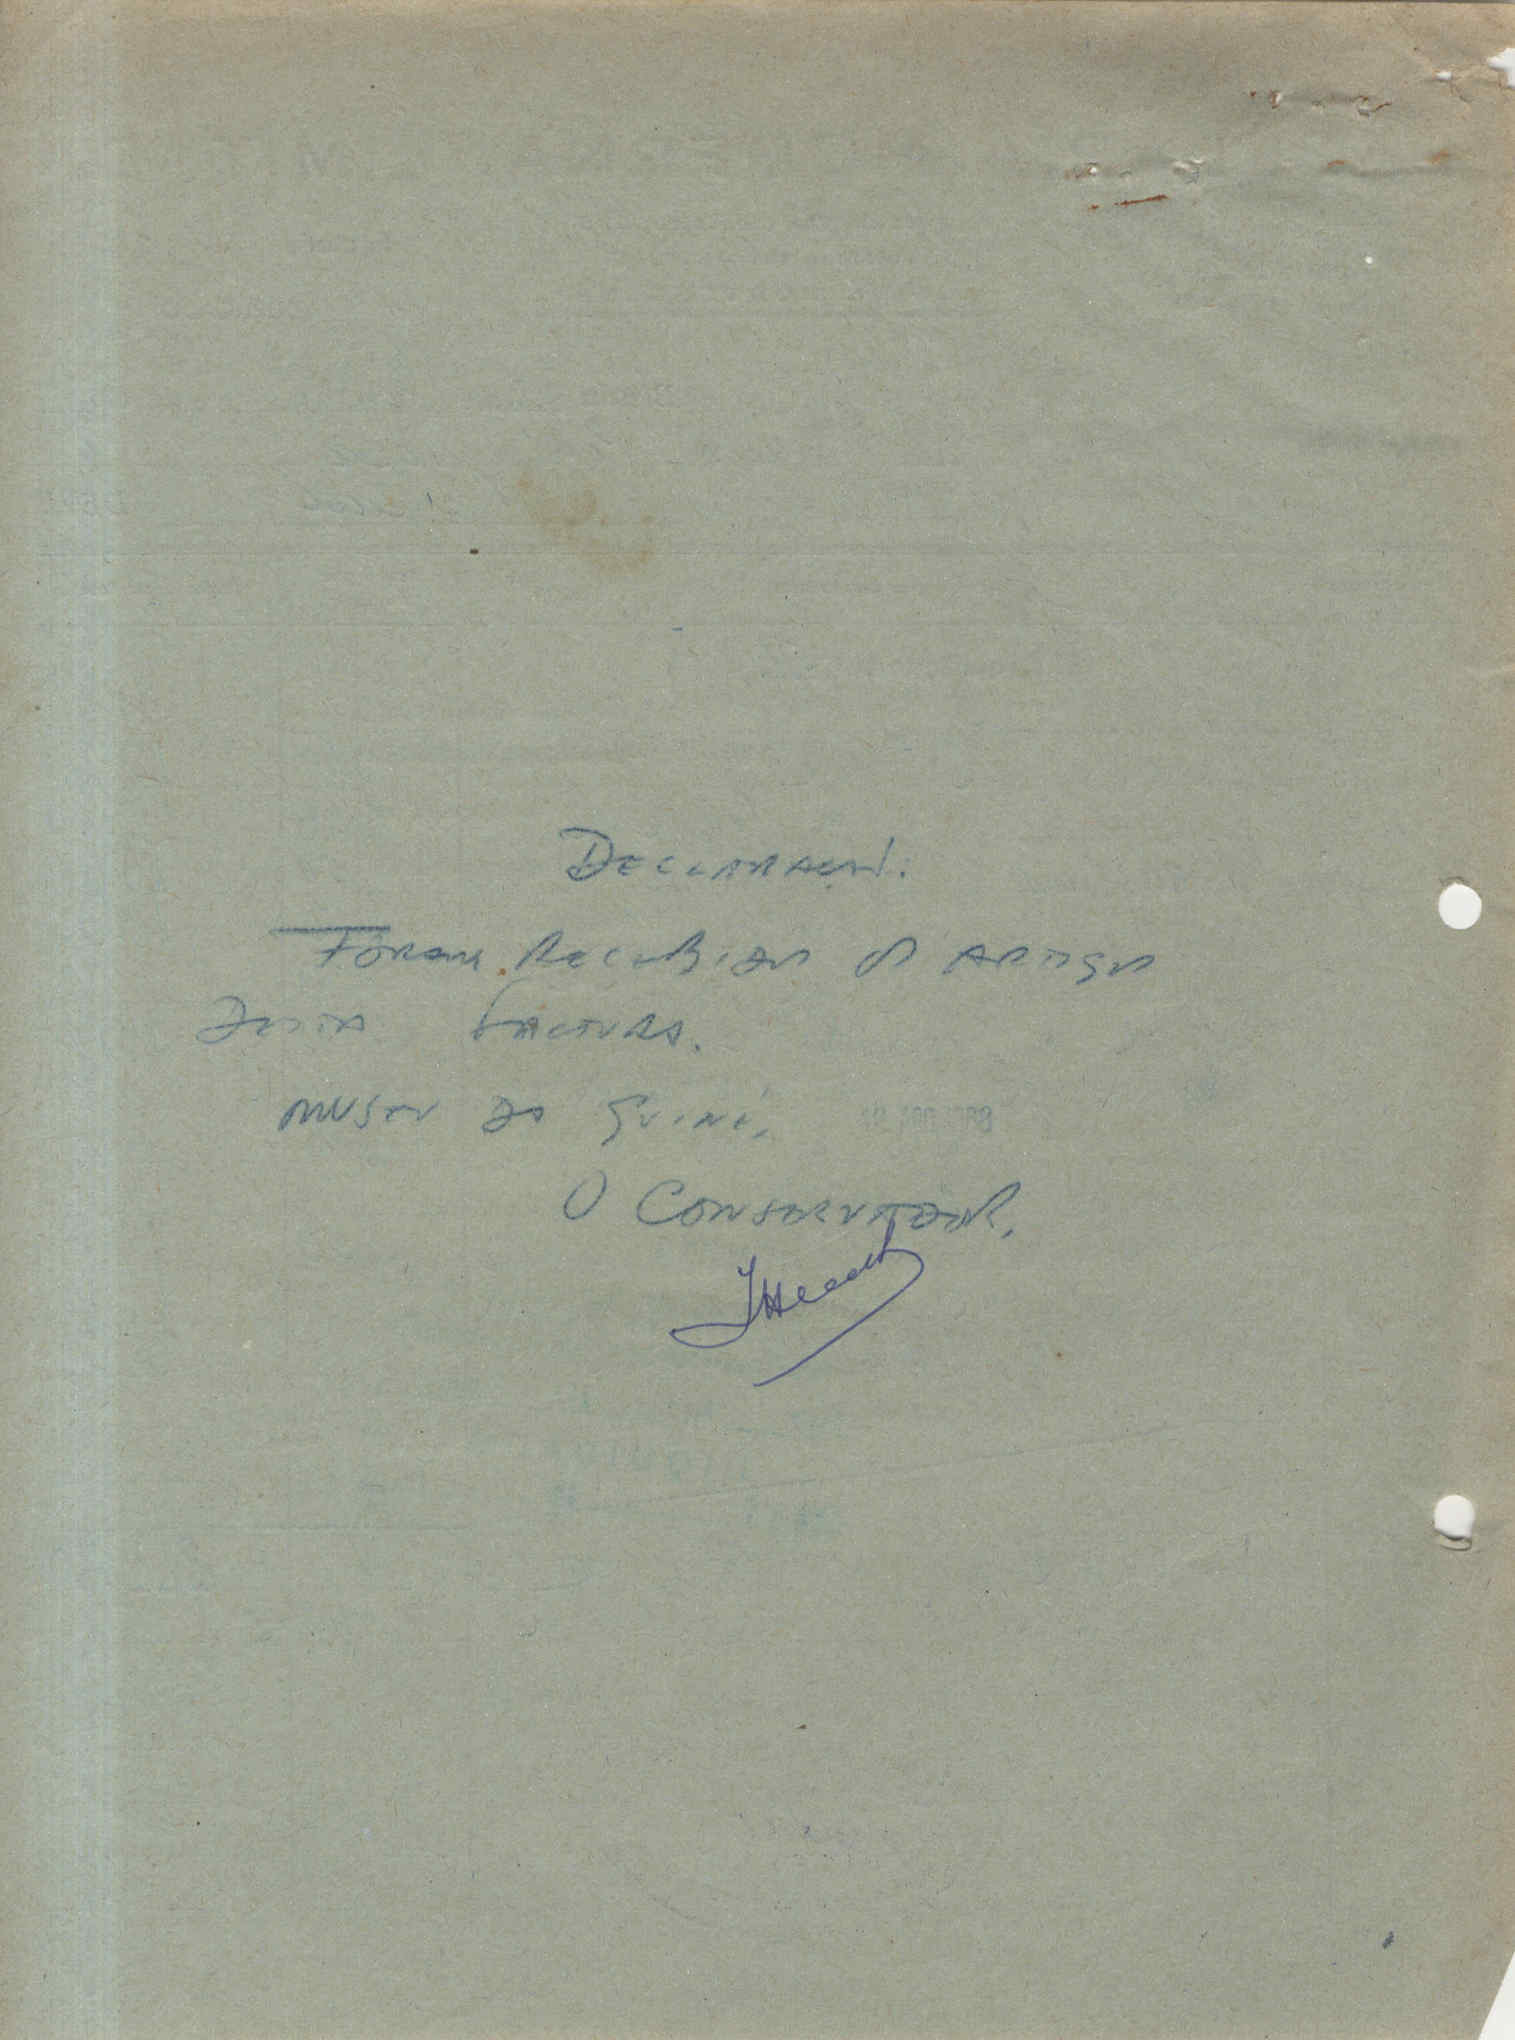 Declaração:
Foram recebidos os artigos
desta factura.
Museu da Guiné,
O Conservador,